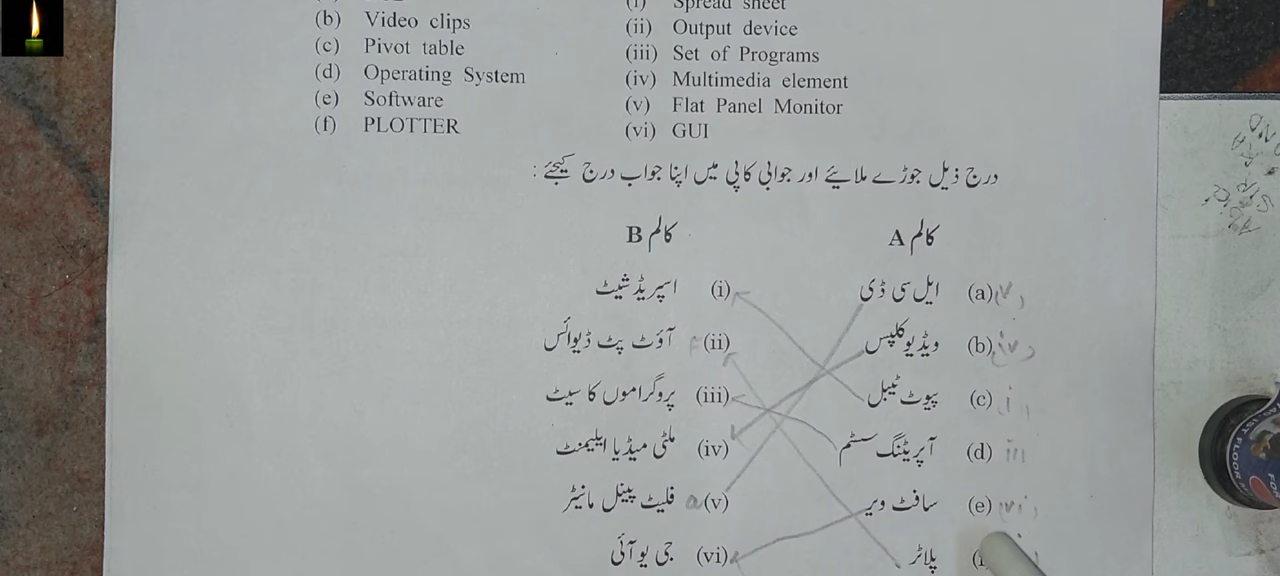 (i) Spread sheet
(b) Video clips (ii) Output device
(c) Pivot table (iii) Set of Programs
(d) Operating System (iv) Multimedia element
(e) Software (v) Flat Panel Monitor
(f) PLOTTER (vi) GUI
درج ذیل جوڑے ملائیے اور جوابی کاپی میں اپنا جواب درج کیجئے :
کالم A کالم B
(a) ایل سی ڈی (i) اسپریڈ شیٹ
(b) ویڈیو کلپس (ii) آؤٹ پٹ ڈیوائس
(c) پیوٹ ٹیبل (iii) پروگراموں کا سیٹ
(d) آپریٹنگ سسٹم (iv) ملٹی میڈیا ایلیمنٹ
(e) سافٹ ویر (v) فلیٹ پینل مانیٹر
پلاٹر (vi) جی یو آئی